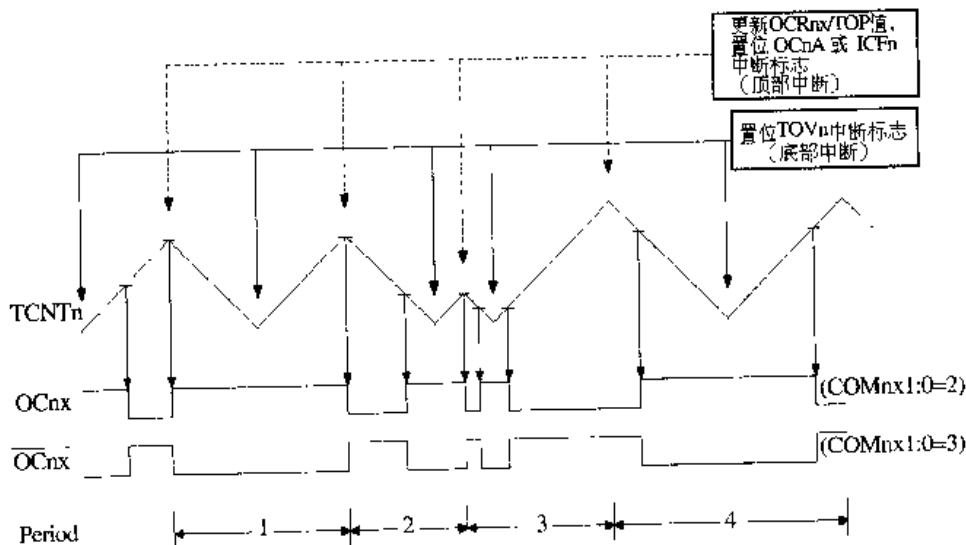 更新OCRnx/TOP值,
置位 OCnA 或 ICFn
中断标志
(顶部中断)
置位TOVn中断标志
(底部中断)
TCNTn
OCnx
(COMnx1:0=2)
OCnx
(COMnx1:0=3)
Period
1
2
3
4